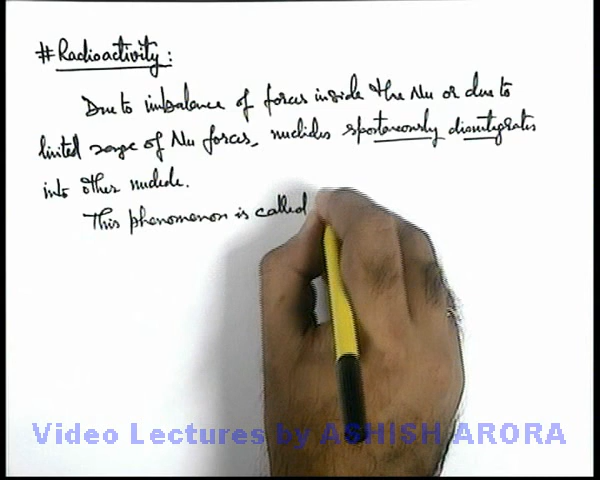 # Radioactivity :
Due to imbalance of forces inside the Nu or due to
limited range of Nu forces, nuclides spontaneously disintegrates
into other nuclide.
This phenomenon is called
Video Lectures by ASHISH ARORA